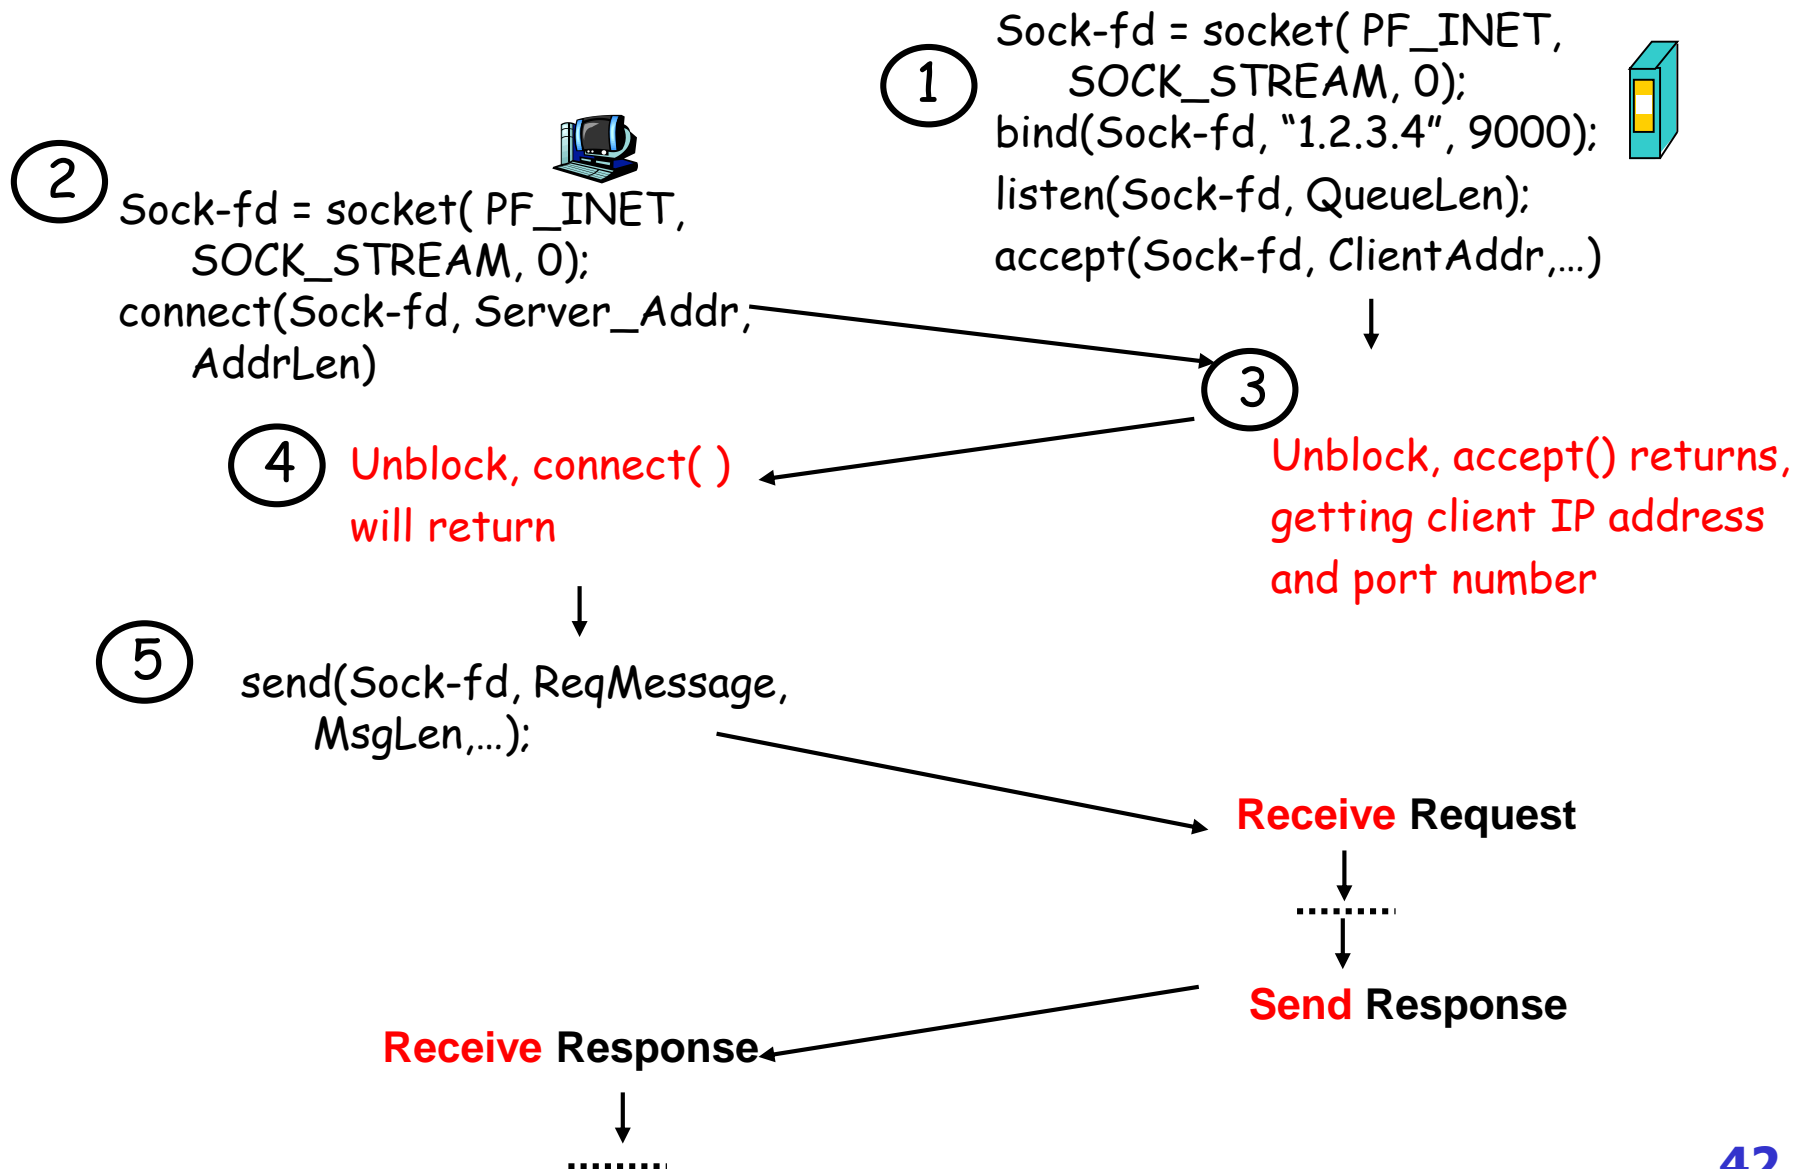 1
Sock-fd = socket( PF_INET,
SOCK_STREAM, 0);
bind(Sock-fd, “1.2.3.4”, 9000);
listen(Sock-fd, QueueLen);
accept(Sock-fd, ClientAddr,...)
2
Sock-fd = socket( PF_INET,
SOCK_STREAM, 0);
connect(Sock-fd, Server_Addr,
AddrLen)
3
Unblock, accept() returns,
getting client IP address
and port number
4
Unblock, connect( )
will return
5
send(Sock-fd, ReqMessage,
MsgLen,...);
Receive Request
Send Response
Receive Response
42